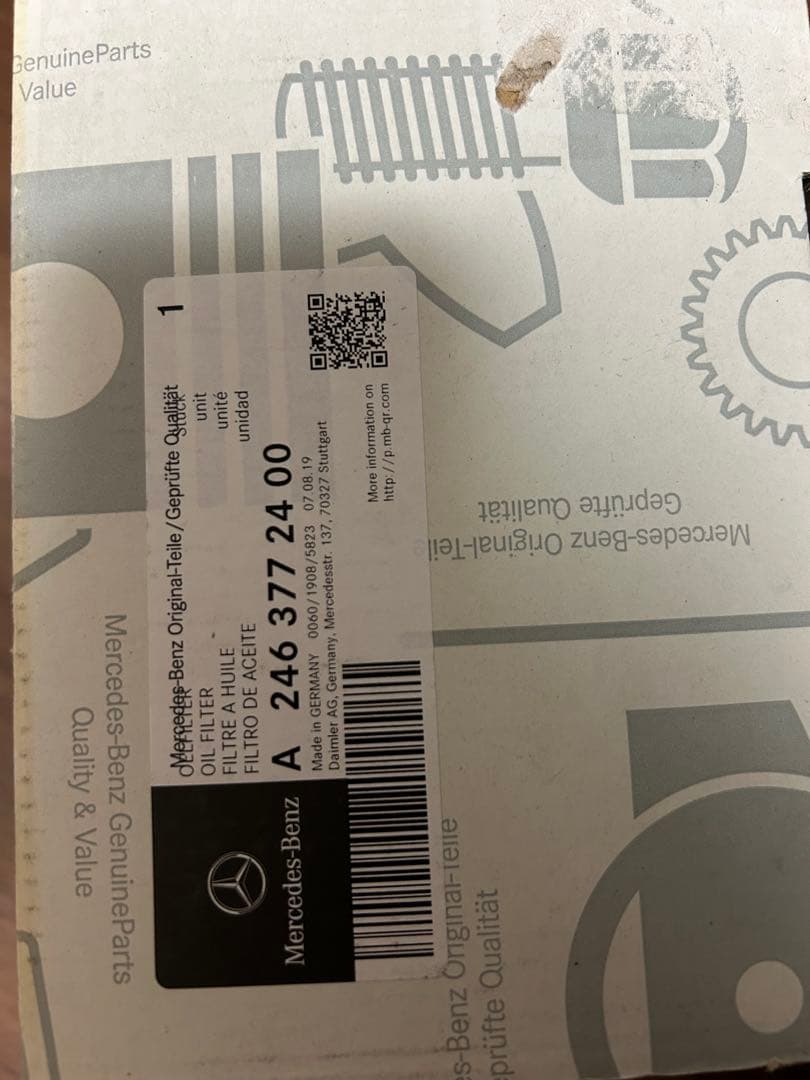 GenuineParts
Value
Mercedes-Benz Original-Teile/Geprüfte Qualität
OELFILTER
Stück
1
OIL FILTER
unit
FILTRE A HUILE
unité
FILTRO DE ACEITE
unidad
A 246 377 24 00
Made in GERMANY 0060/1908/5823 07.08.19
Daimler AG, Germany, Mercedesstr. 137, 70327 Stuttgart
More information on
http://p.mb-qr.com
Mercedes-Benz
Mercedes-Benz Original-Teile
Geprüfte Qualität
Mercedes-Benz GenuineParts
Quality & Value
s-Benz Original-Teile
prüfte Qualität